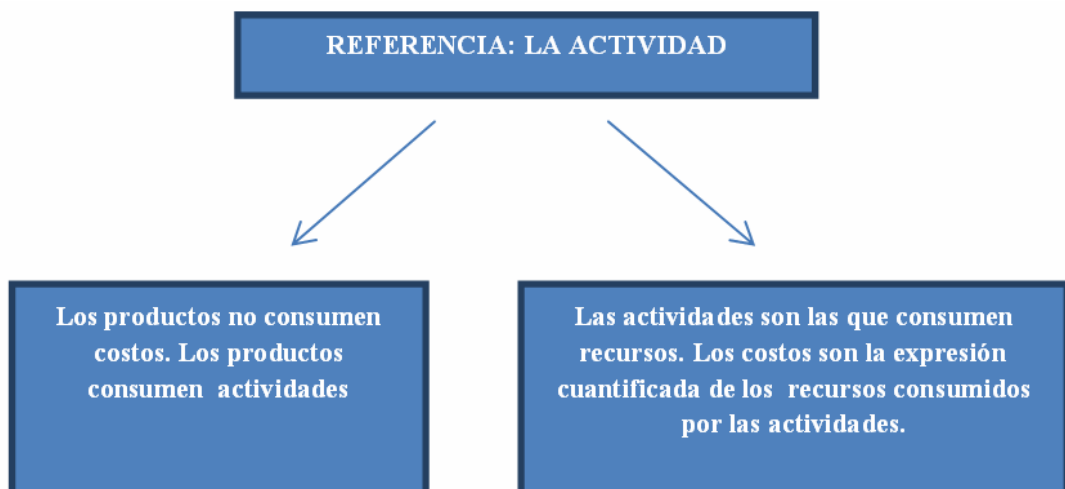 REFERENCIA: LA ACTIVIDAD
Los productos no consumen
costos. Los productos
consumen actividades
Las actividades son las que consumen
recursos. Los costos son la expresión
cuantificada de los recursos consumidos
por las actividades.